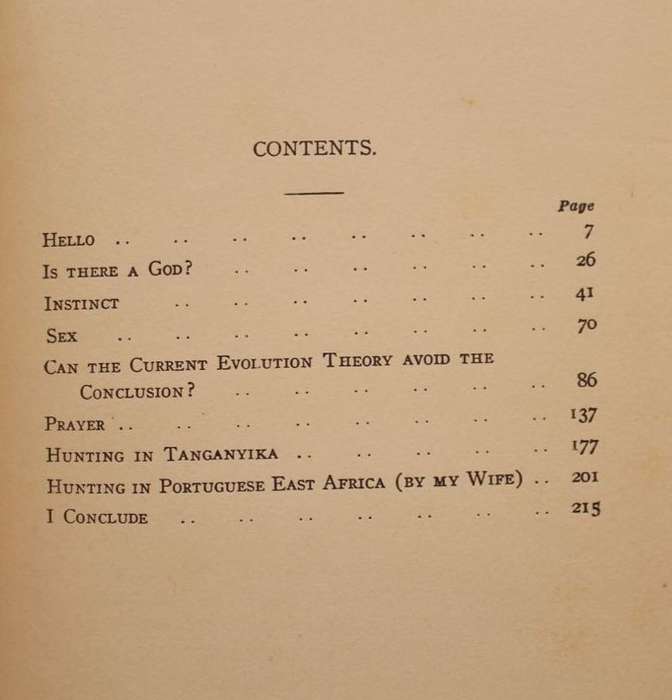 CONTENTS.
Page
HELLO .. .. .. .. .. .. .. .. 7
IS THERE A GOD? .. .. .. .. .. .. 26
INSTINCT .. .. .. .. .. .. .. 41
SEX .. .. .. .. .. .. .. .. 70
CAN THE CURRENT EVOLUTION THEORY AVOID THE
CONCLUSION? .. .. .. .. .. .. 86
PRAYER .. .. .. .. .. .. .. .. 137
HUNTING IN TANGANYIKA .. .. .. .. .. 177
HUNTING IN PORTUGUESE EAST AFRICA (BY MY WIFE) .. 201
I CONCLUDE .. .. .. .. .. .. .. 215